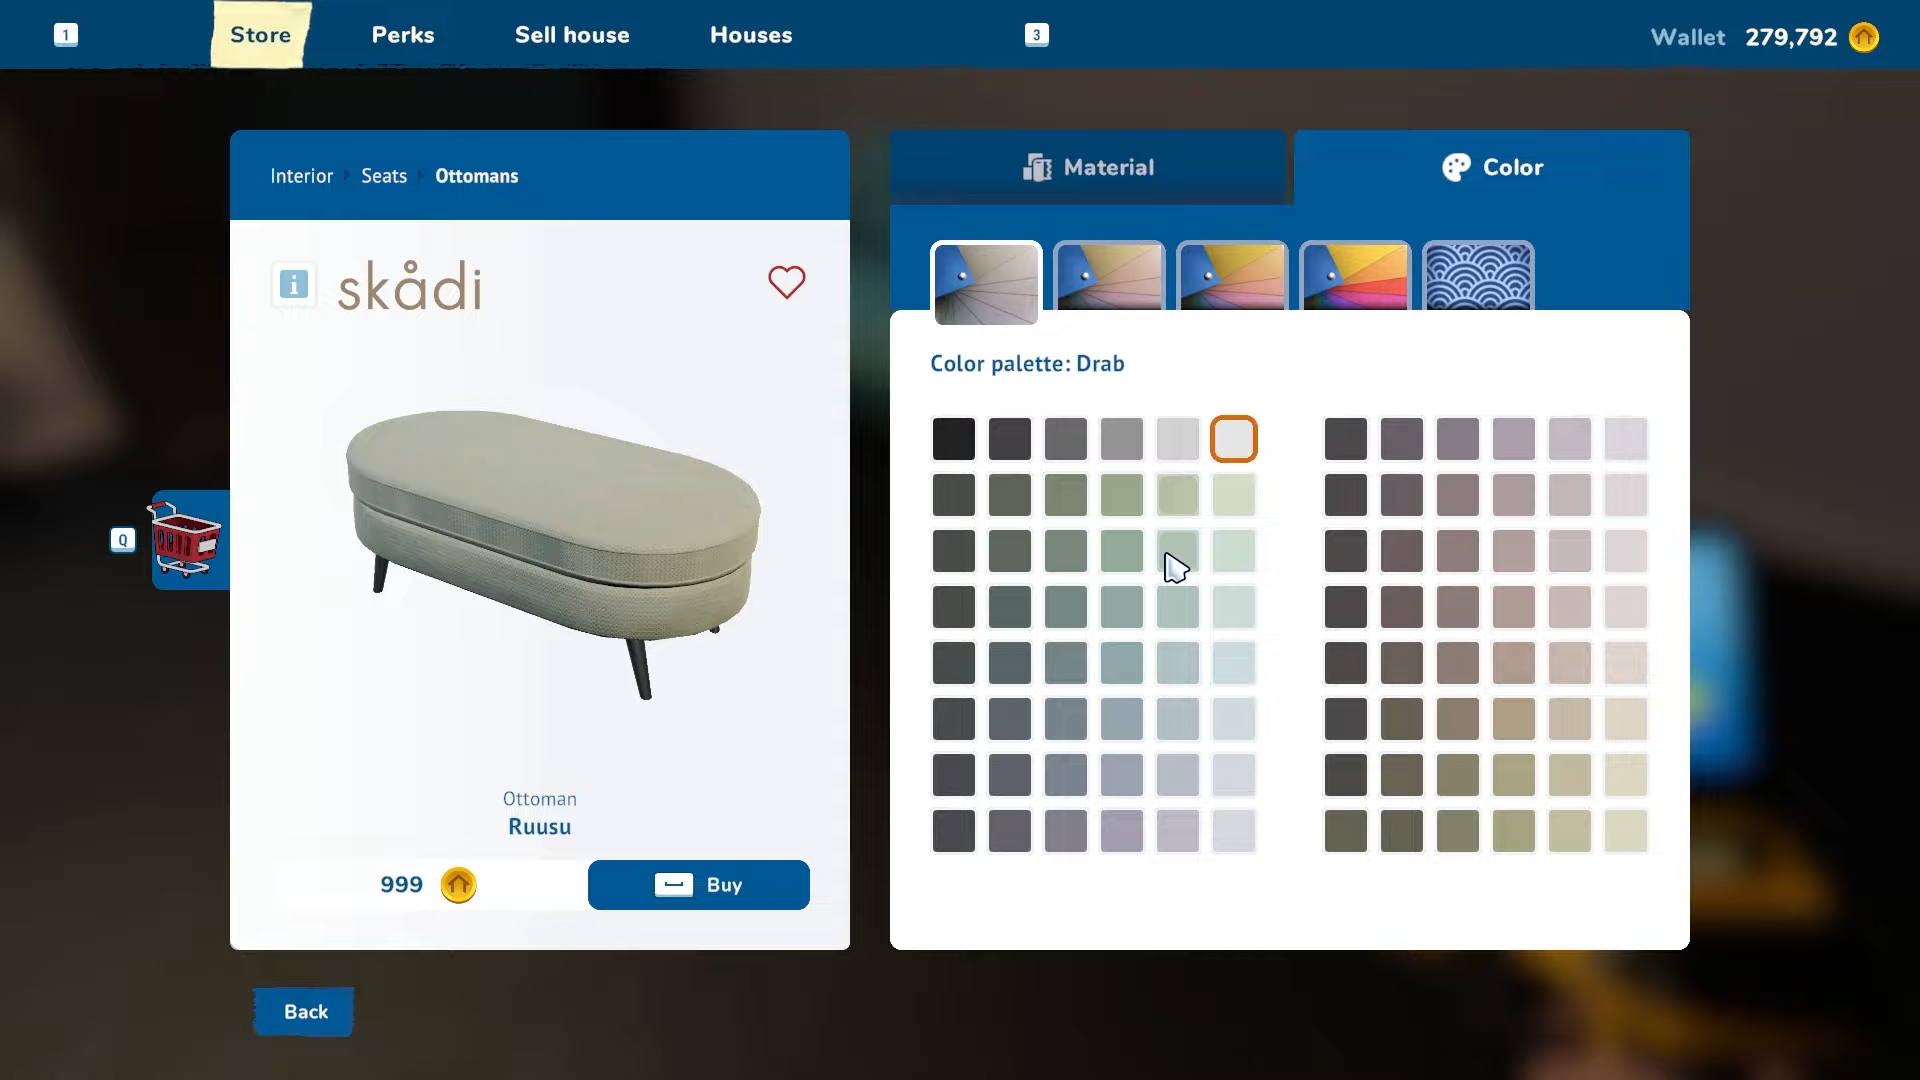 1
Store
Perks
Sell house
Houses
3
Wallet 279,792
Interior Seats Ottomans
i
skådi
Ottoman
Ruusu
999
Buy
Q
Back
Material
Color
Color palette: Drab